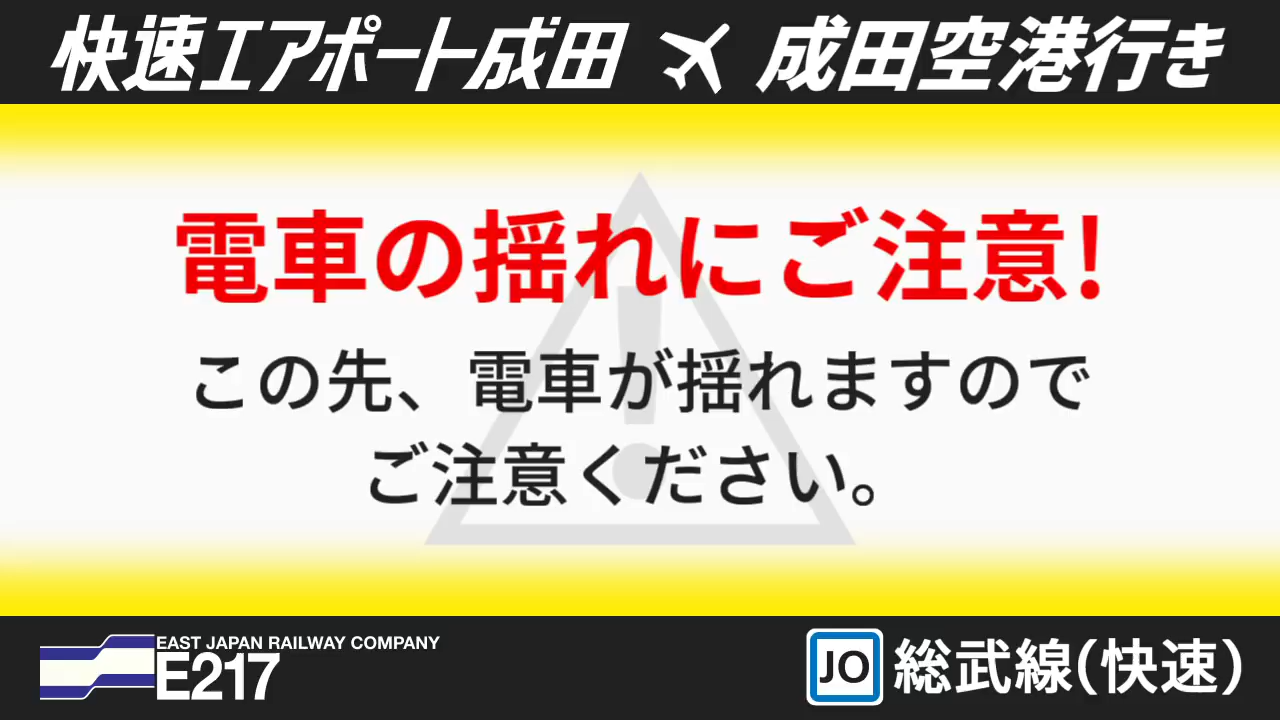 快速エアポート成田 成田空港行き
電車の揺れにご注意!
この先、電車が揺れますので
ご注意ください。
EAST JAPAN RAILWAY COMPANY
E217
JO 総武線(快速)